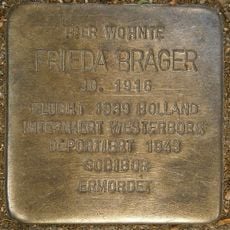 HIER WOHNTE
FRIEDA BRAGER
JG. 1916
FLUCHT 1939 HOLLAND
INTERNIERT WESTERBORK
DEPORTIERT 1943
SOBIBOR
ERMORDET